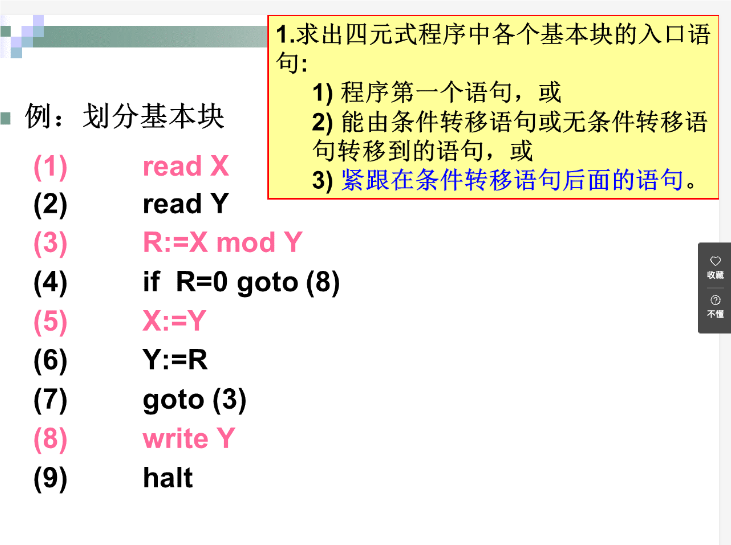 1.求出四元式程序中各个基本块的入口语
句:
1) 程序第一个语句，或
2) 能由条件转移语句或无条件转移语
句转移到的语句，或
3) 紧跟在条件转移语句后面的语句。
例：划分基本块
(1) read X
(2) read Y
(3) R:=X mod Y
(4) if R=0 goto (8)
(5) X:=Y
(6) Y:=R
(7) goto (3)
(8) write Y
(9) halt
收藏
不懂